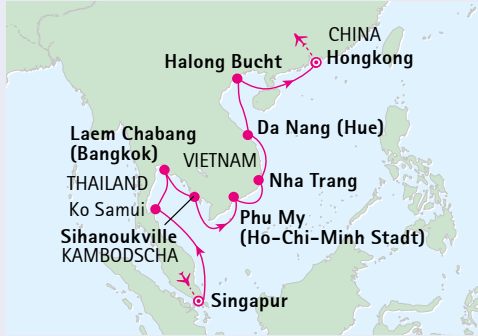 CHINA
Halong Bucht
Hongkong
Laem Chabang
(Bangkok)
Da Nang (Hue)
VIETNAM
THAILAND
Nha Trang
Ko Samui
Phu My
(Ho-Chi-Minh Stadt)
Sihanoukville
KAMBODSCHA
Singapur